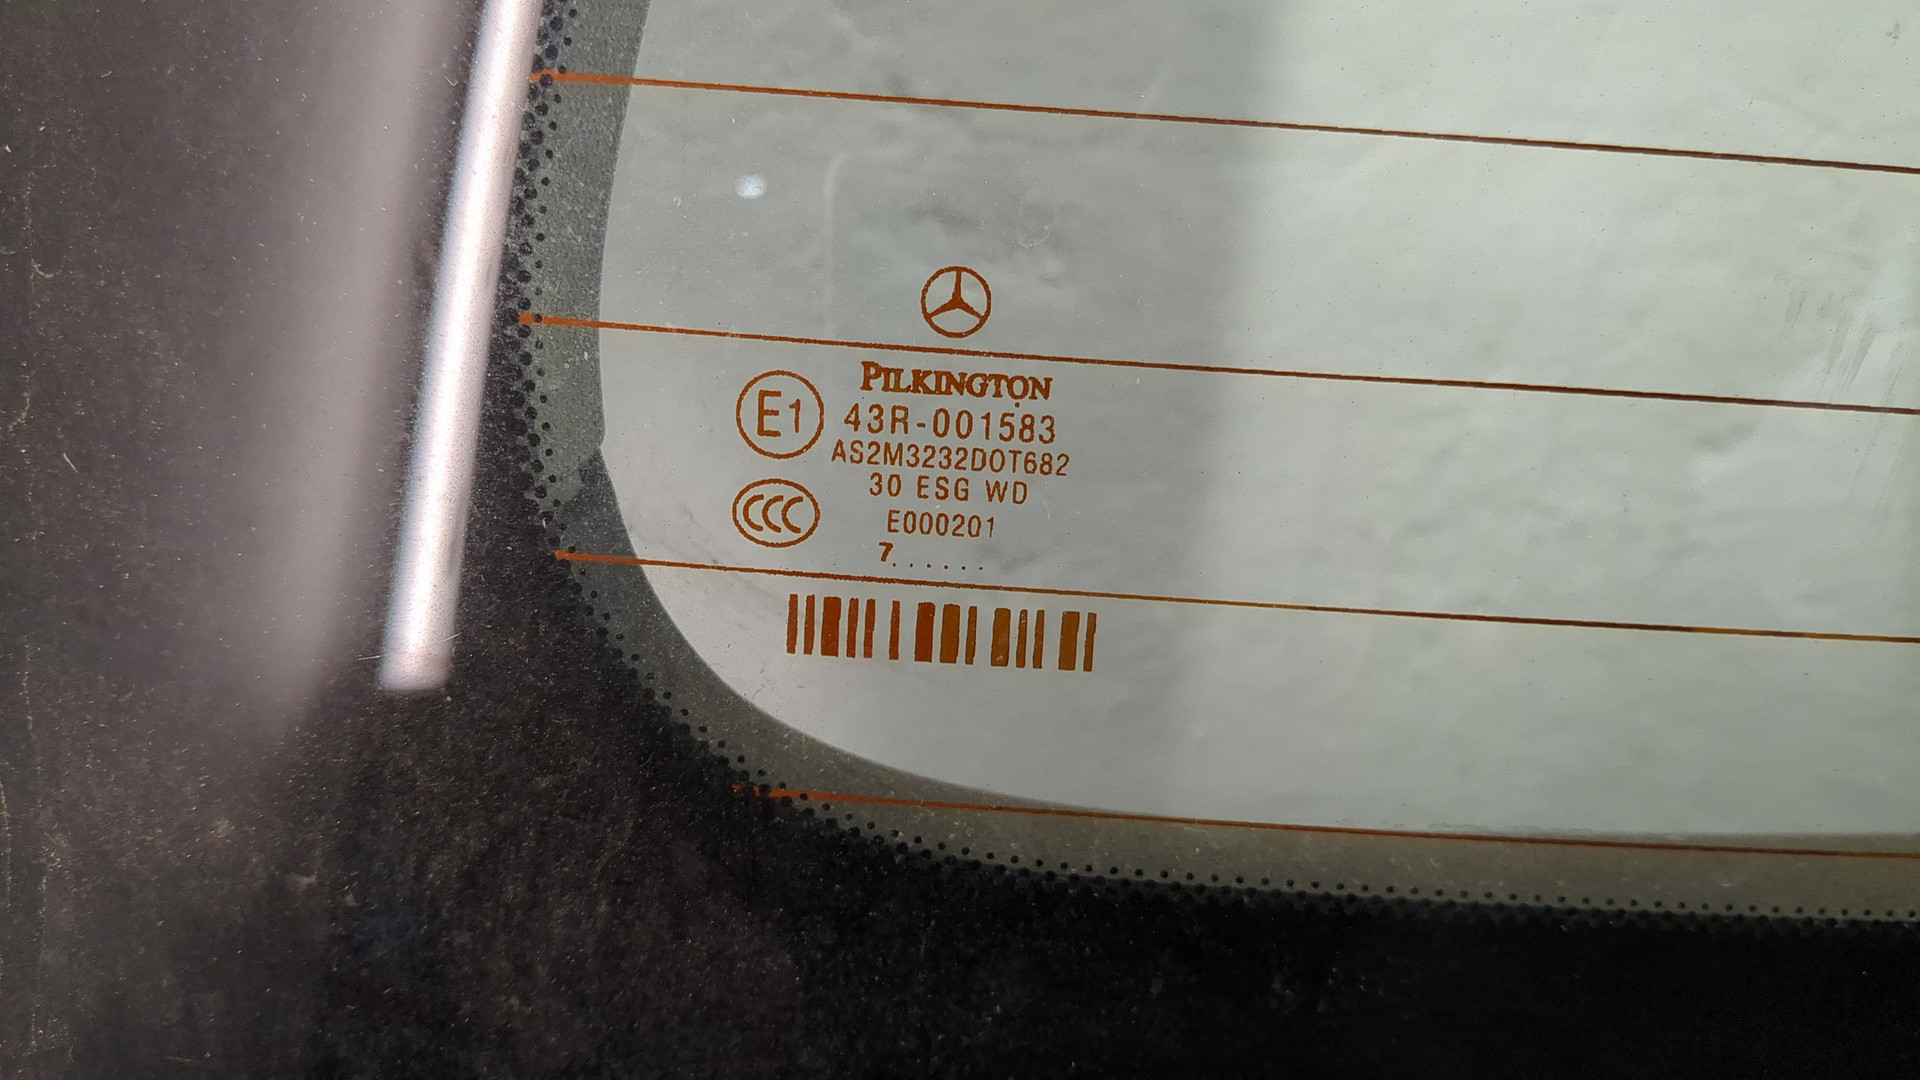 PILKINGTON
E1 43R-001583
AS2M3232DOT682
30 ESG WD
CCC E000201
7......